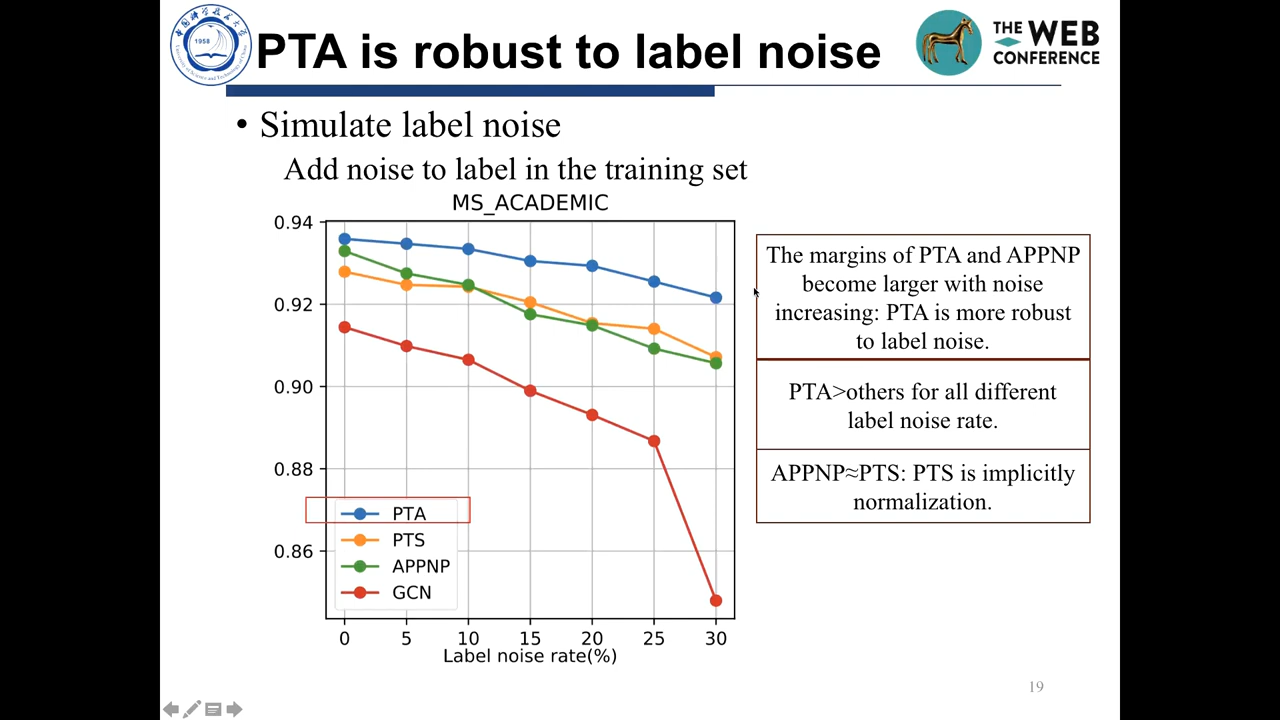 PTA is robust to label noise
1958
THE WEB
CONFERENCE
• Simulate label noise
Add noise to label in the training set
MS_ACADEMIC
0.94
0.92
0.90
0.88
0.86
PTA
PTS
APPNP
GCN
0 5 10 15 20 25 30
Label noise rate(%)
The margins of PTA and APPNP
become larger with noise
increasing: PTA is more robust
to label noise.
PTA>others for all different
label noise rate.
APPNP≈PTS: PTS is implicitly
normalization.
19